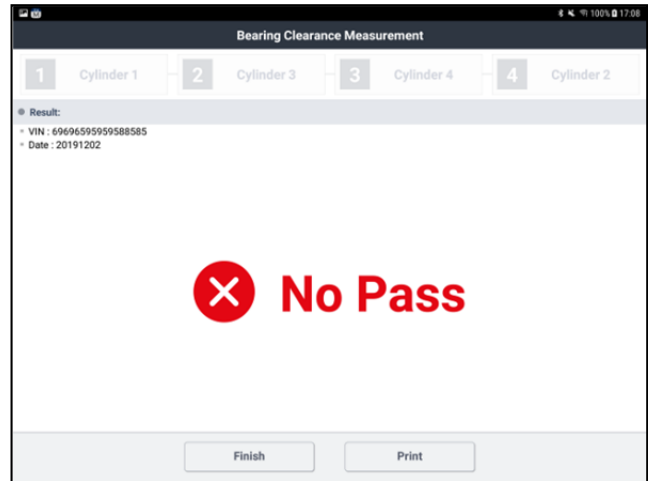 100% 17:08
Bearing Clearance Measurement
1 Cylinder 1 2 Cylinder 3 3 Cylinder 4 4 Cylinder 2
Result:
VIN : 69696595959588585
Date : 20191202
No Pass
Finish Print